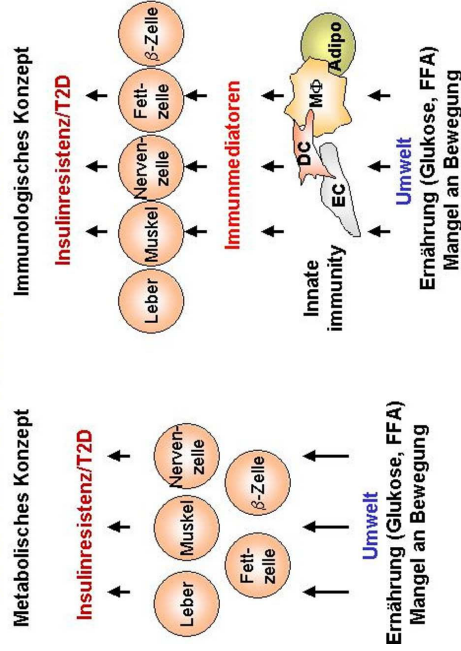 Metabolisches Konzept
Insulinresistenz/T2D
Leber
Muskel
Nerven-
zelle
Fett-
zelle
β-Zelle
Umwelt
Ernährung (Glukose, FFA)
Mangel an Bewegung
Immunologisches Konzept
Insulinresistenz/T2D
Leber
Muskel
Nerven-
zelle
Fett-
zelle
β-Zelle
Immunmediatoren
Innate
immunity
EC
DC
MΦ
Adipo
Umwelt
Ernährung (Glukose, FFA)
Mangel an Bewegung